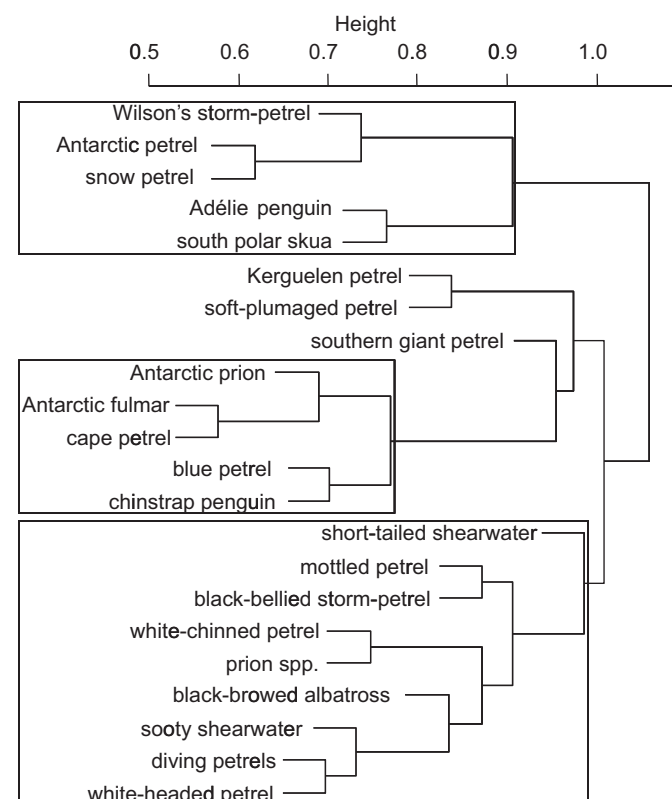 Height
0.5 0.6 0.7 0.8 0.9 1.0
Wilson's storm-petrel
Antarctic petrel
snow petrel
Adélie penguin
south polar skua
Kerguelen petrel
soft-plumaged petrel
southern giant petrel
Antarctic prion
Antarctic fulmar
cape petrel
blue petrel
chinstrap penguin
short-tailed shearwater
mottled petrel
black-bellied storm-petrel
white-chinned petrel
prion spp.
black-browed albatross
sooty shearwater
diving petrels
white-headed petrel